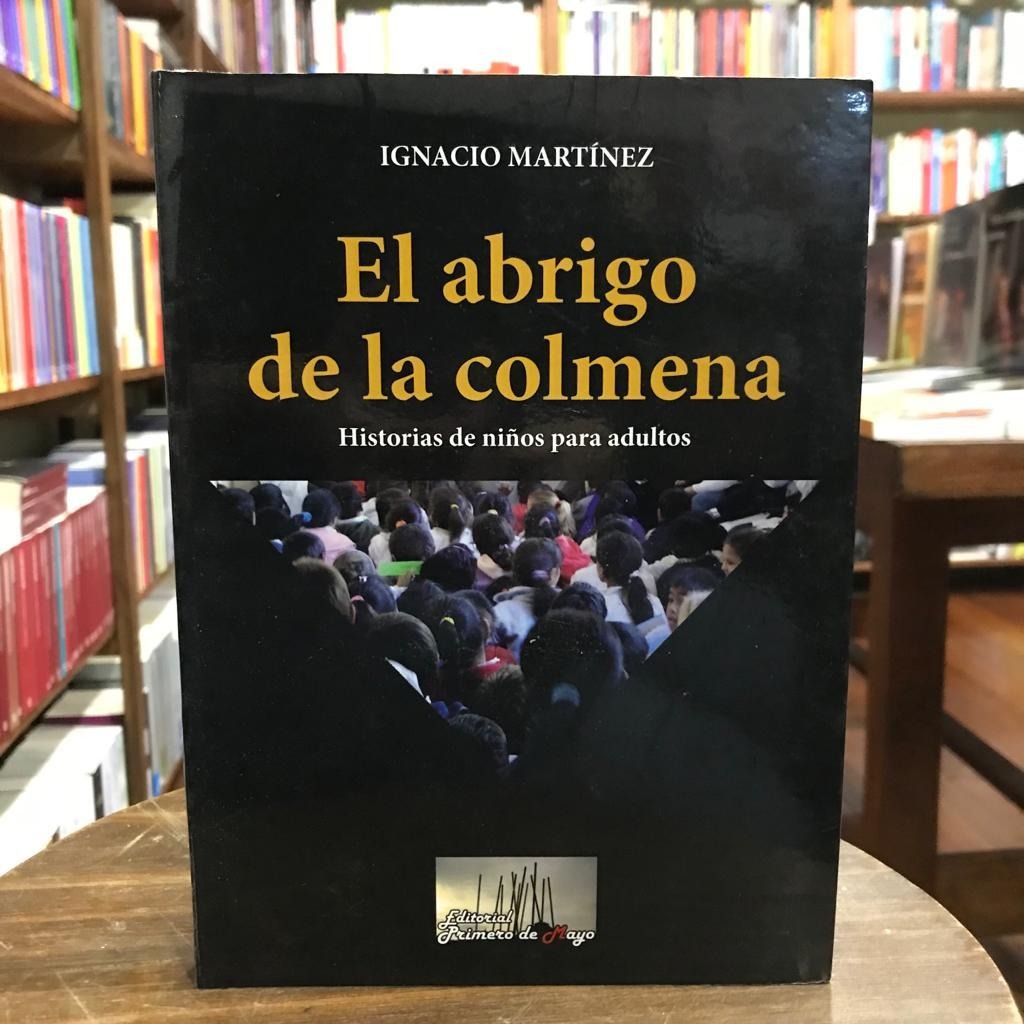 IGNACIO MARTÍNEZ
El abrigo
de la colmena
Historias de niños para adultos
Editorial
Primero de Mayo